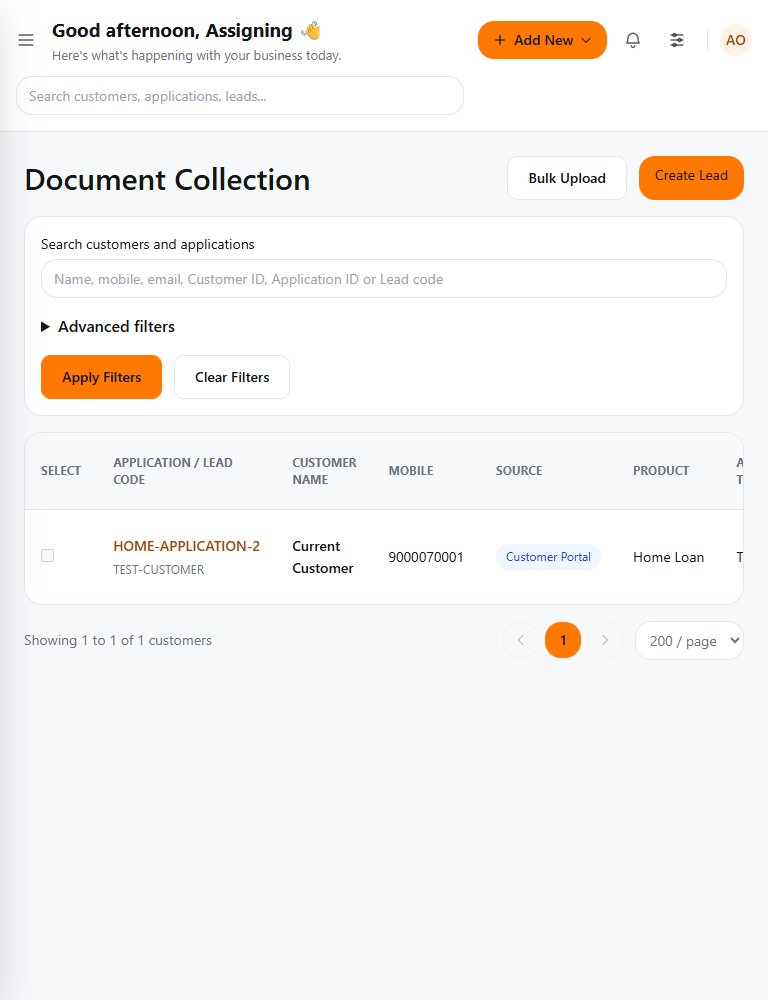 Good afternoon, Assigning 👋
Here's what's happening with your business today.
Add New
AO
Search customers, applications, leads...
Document Collection
Bulk Upload
Create Lead
Search customers and applications
Name, mobile, email, Customer ID, Application ID or Lead code
Advanced filters
Apply Filters
Clear Filters
SELECT
APPLICATION / LEAD
CODE
CUSTOMER
NAME
MOBILE
SOURCE
PRODUCT
HOME-APPLICATION-2
TEST-CUSTOMER
Current
Customer
9000070001
Customer Portal
Home Loan
Showing 1 to 1 of 1 customers
1
200 / page